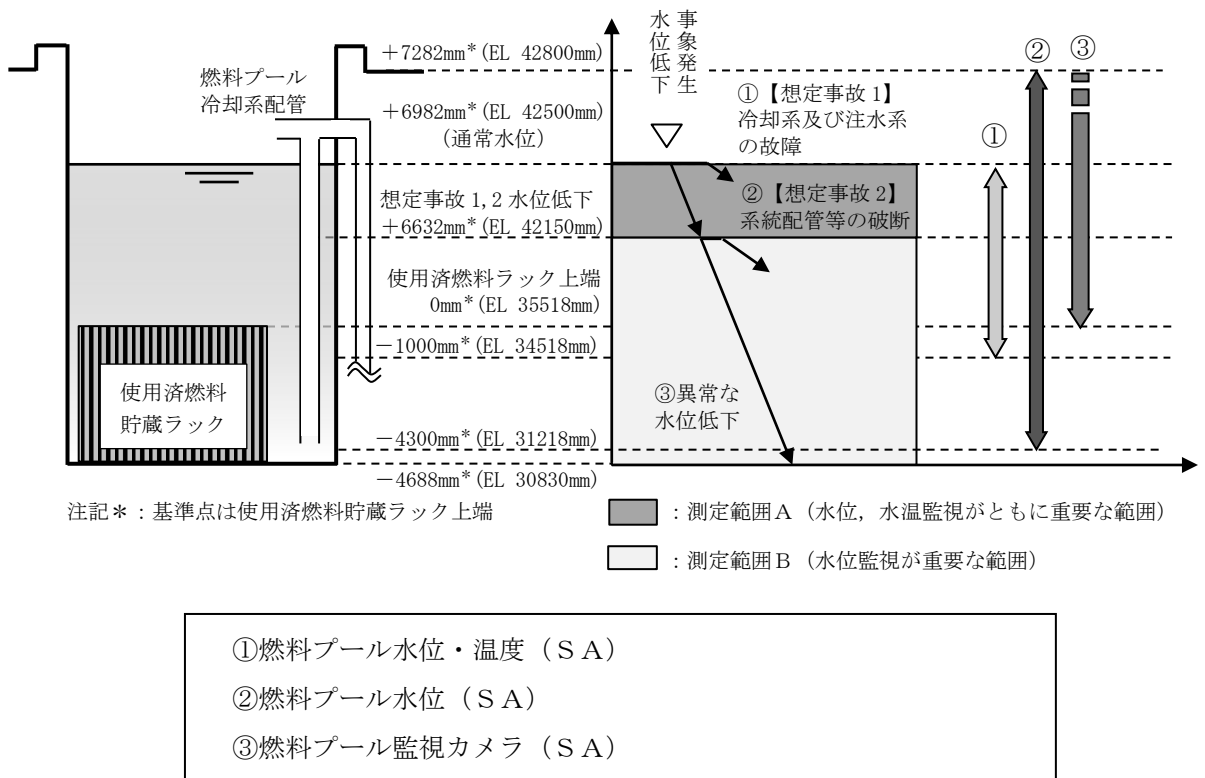 燃料プール
冷却系配管
+7282mm*(EL 42800mm)
+6982mm*(EL 42500mm)
(通常水位)
想定事故1,2水位低下
+6632mm*(EL 42150mm)
使用済燃料ラック上端
0mm*(EL 35518mm)
-1000mm*(EL 34518mm)
-4300mm*(EL 31218mm)
-4688mm*(EL 30830mm)
使用済燃料
貯蔵ラック
事象発生
水位低下
①【想定事故1】
冷却系及び注水系
の故障
②【想定事故2】
系統配管等の破断
③異常な
水位低下
①
②
③
注記*:基準点は使用済燃料貯蔵ラック上端
:測定範囲A(水位,水温監視がともに重要な範囲)
:測定範囲B(水位監視が重要な範囲)
①燃料プール水位・温度(SA)
②燃料プール水位(SA)
③燃料プール監視カメラ(SA)